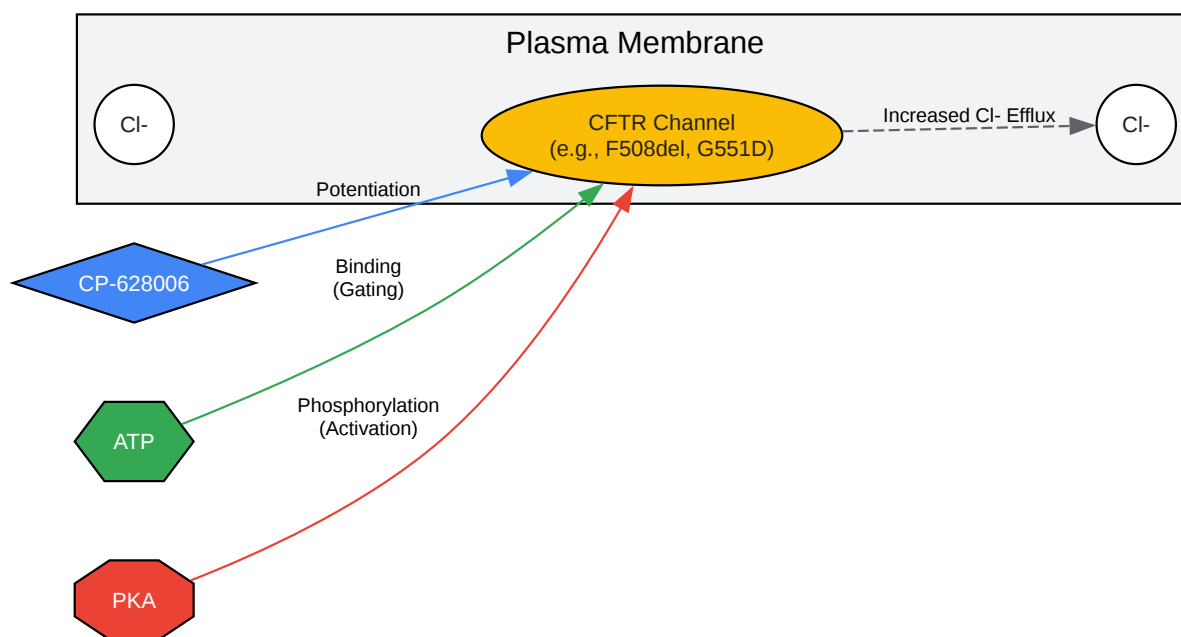 Plasma Membrane
Cl-
CFTR Channel
(e.g., F508del, G551D)
Increased Cl- Efflux
Cl-
Potentiation
CP-628006
Binding
(Gating)
Phosphorylation
(Activation)
ATP
PKA